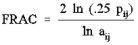 FRAC = 2 ln (.25 pij) / ln aij